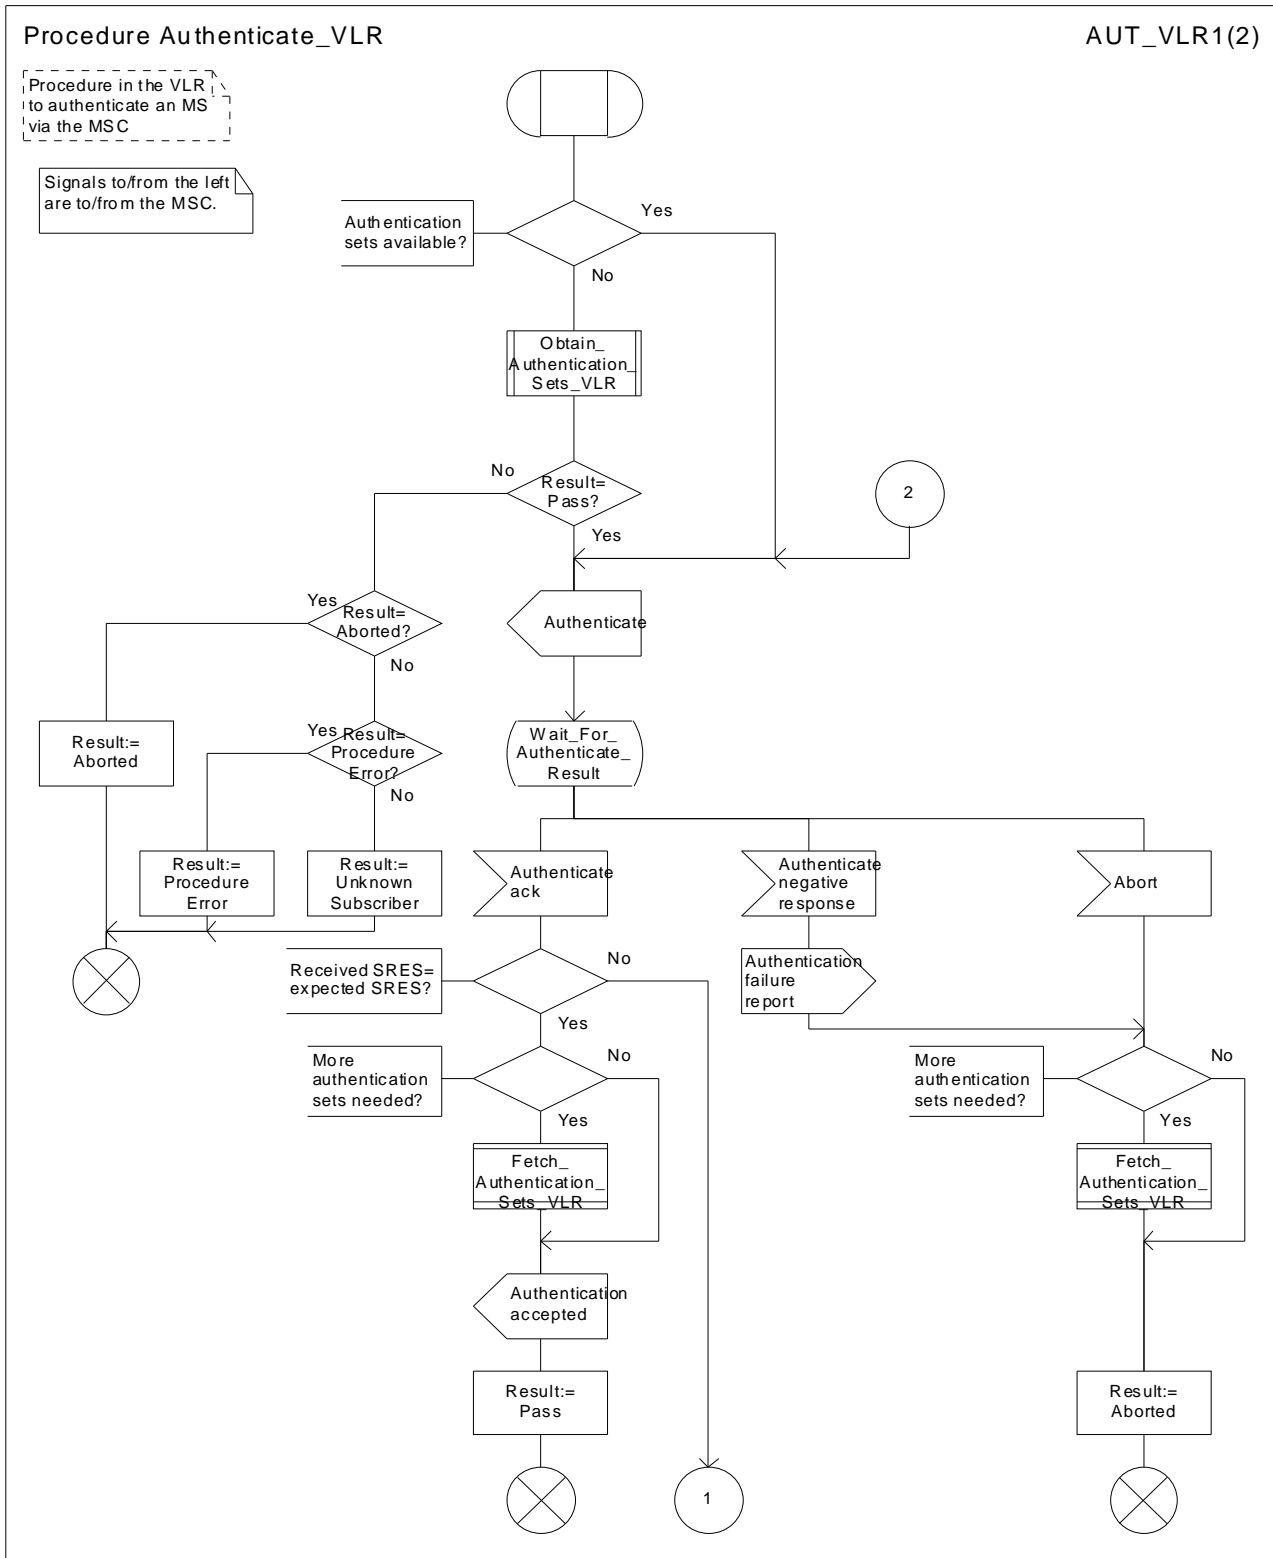 Procedure Authenticate_VLR
AUT_VLR1(2)
Procedure in the VLR
to authenticate an MS
via the MSC
Signals to/from the left
are to/from the MSC.
Authentication
sets available?
Yes
No
Obtain_
Authentication_
Sets_VLR
No
Result=
Pass?
Yes
2
Yes
Result=
Aborted?
No
Authenticate
Result:=
Aborted
Yes
Result=
Procedure
Error?
No
Wait_For_
Authenticate_
Result
Result:=
Procedure
Error
Result:=
Unknown
Subscriber
Authenticate
ack
Authenticate
negative
response
Abort
Received SRES=
expected SRES?
No
Yes
Authentication
failure
report
More
authentication
sets needed?
No
Yes
More
authentication
sets needed?
No
Yes
Fetch_
Authentication_
Sets_VLR
Fetch_
Authentication_
Sets_VLR
Authentication
accepted
Result:=
Pass
Result:=
Aborted
1